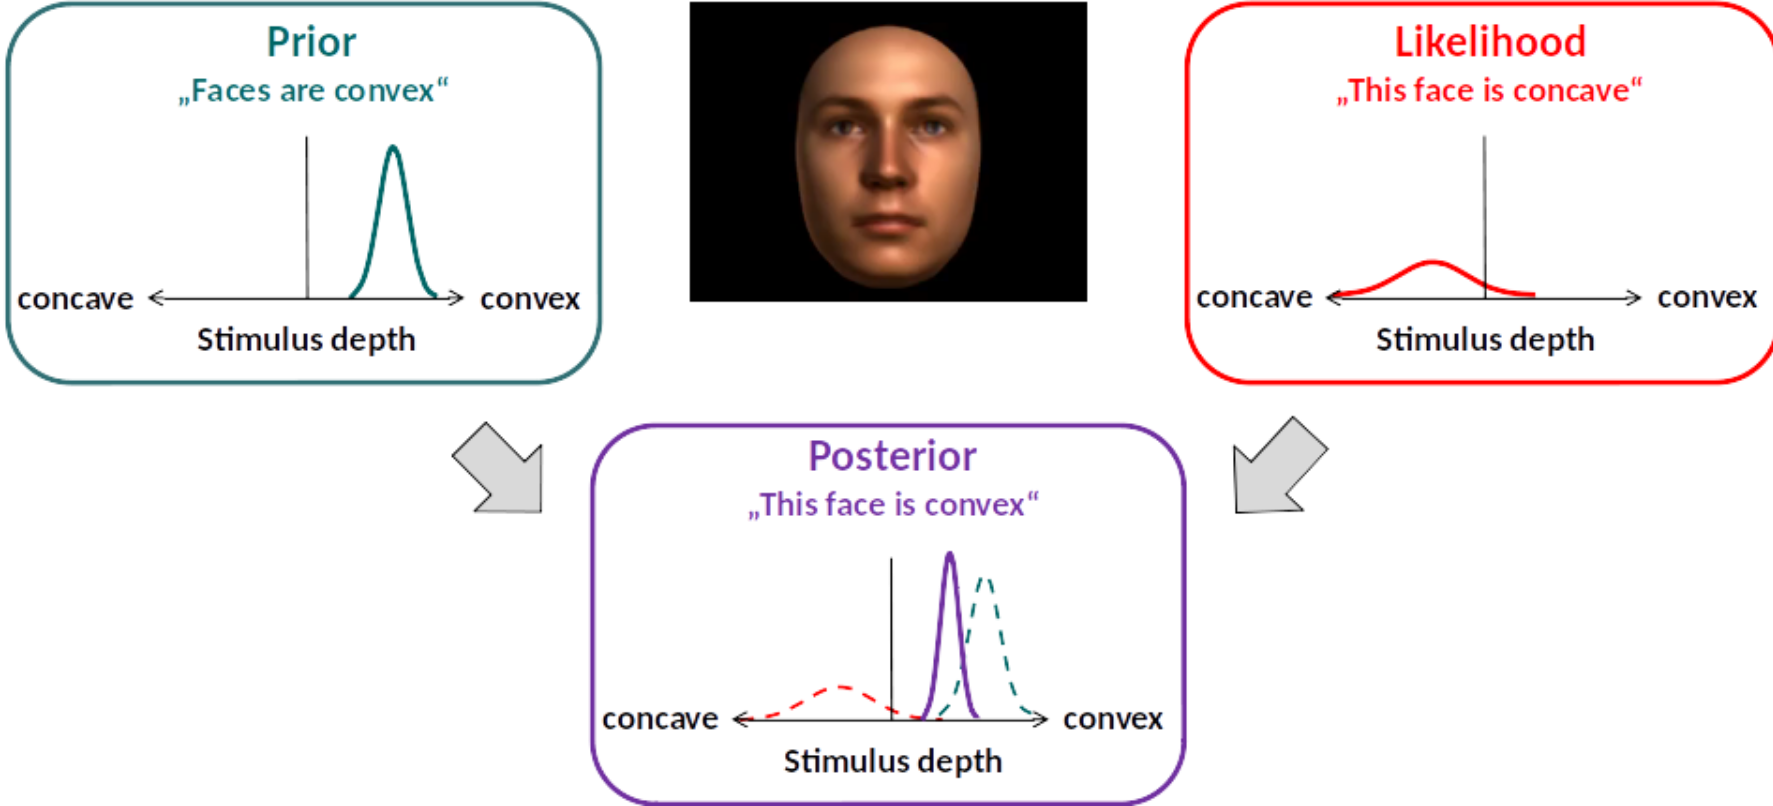 Prior
„Faces are convex“
concave
convex
Stimulus depth
Likelihood
„This face is concave“
concave
convex
Stimulus depth
Posterior
„This face is convex“
concave
convex
Stimulus depth